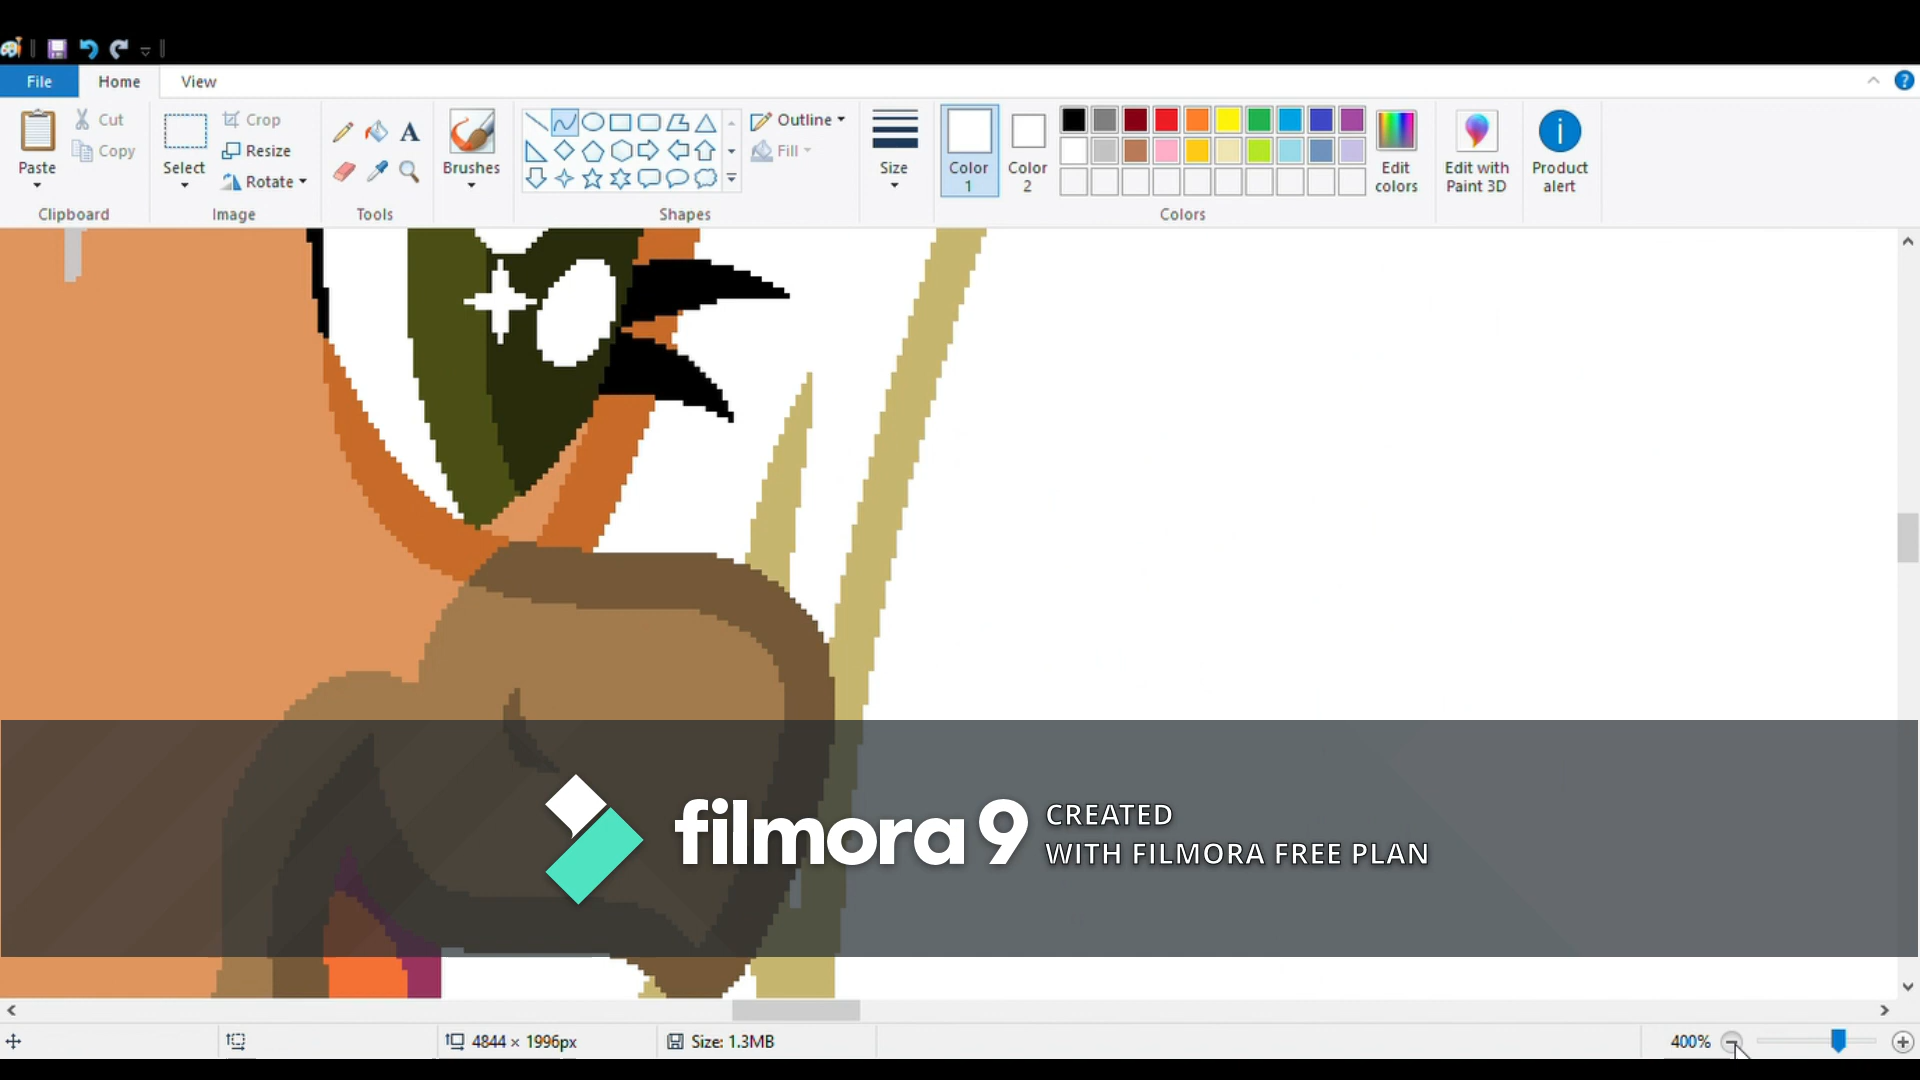 File Home View
Paste Cut Copy
Clipboard
Select Crop Resize Rotate
Image
A
Tools
Brushes
Outline Fill
Shapes
Size
Color 1
Color 2
Edit colors
Colors
Edit with Paint 3D
Product alert
filmora9 CREATED
WITH FILMORA FREE PLAN
4844 × 1996px Size: 1.3MB 400%